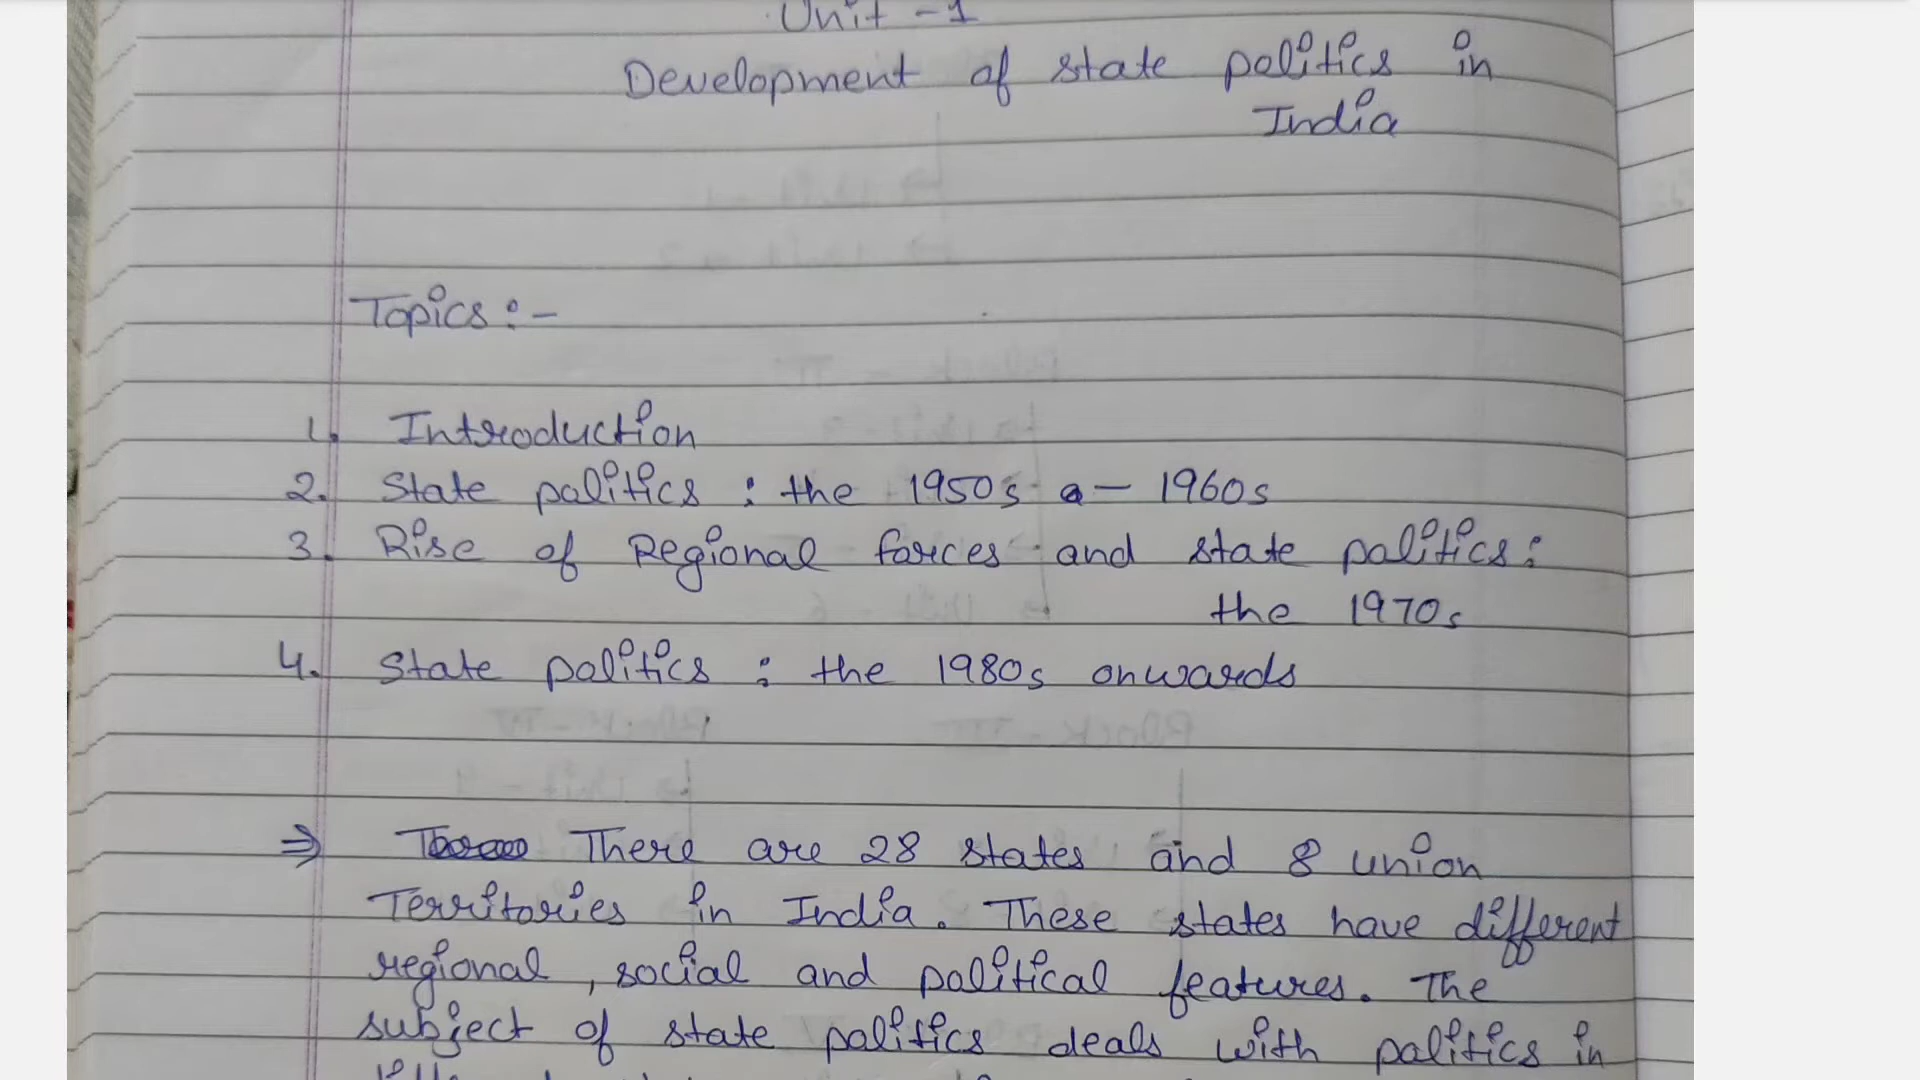 Unit - 1
Development of state politics in
India
Topics :-
1. Introduction
2. State politics : the 1950s - 1960s
3. Rise of Regional forces and state politics :
the 1970s
4. State politics : the 1980s onwards
⇒ There are 28 states and 8 union
Territories in India. These states have different
regional, social and political features. The
subject of state politics deals with politics in